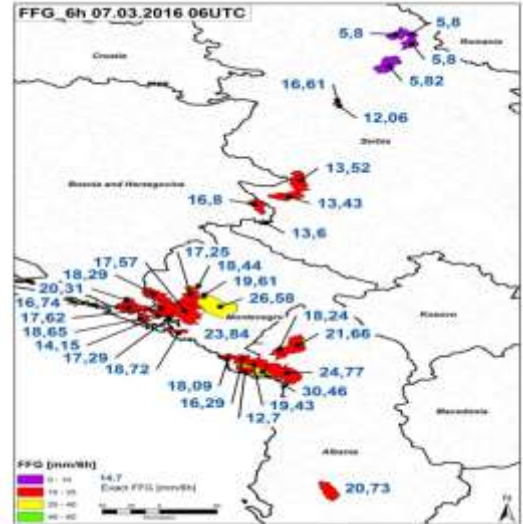 FFG_6h 07.03.2016 06UTC
5,8
Romania
Croatia
5,8
5,82
16,61
12,06
Serbia
13,52
Bosnia and Herzegovina
16,8
13,43
13,6
17,25
17,57
18,44
18,29
19,61
20,31
26,58
16,74
17,62
Montenegro
18,24
Kosovo
18,65
23,84
21,66
14,15
17,29
18,72
24,77
18,09
30,46
16,29
19,43
Macedonia
12,7
Albania
FFG [mm/6h]
14,7
Exact FFG [mm/6h]
20,73
N